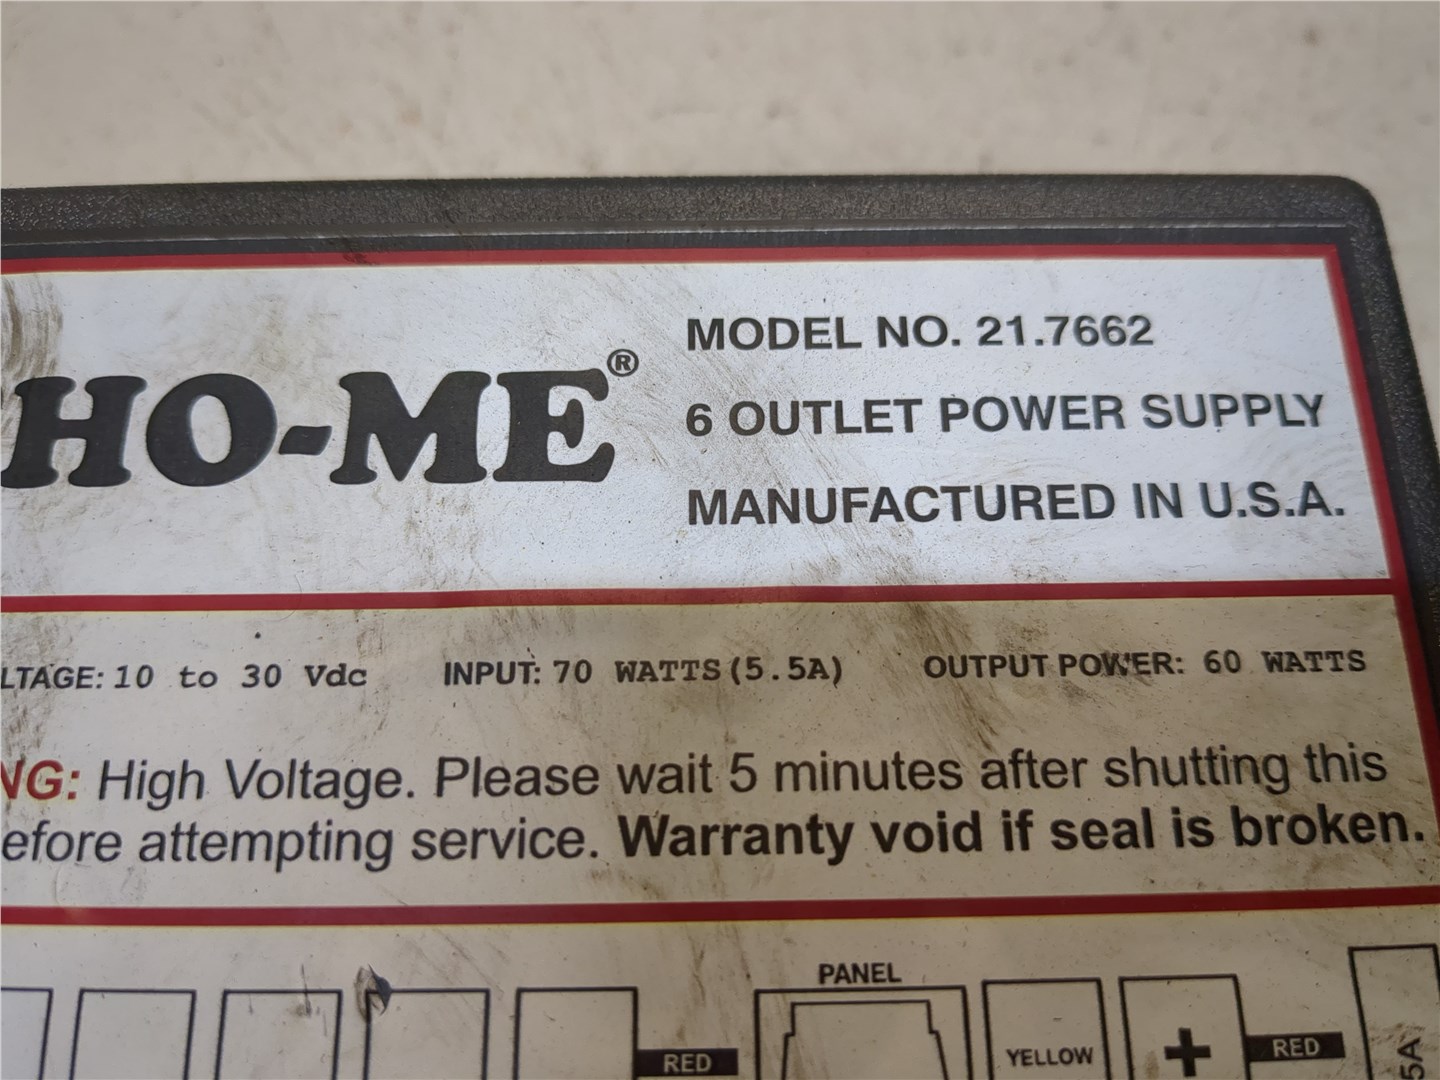 HO-ME®
MODEL NO. 21.7662
6 OUTLET POWER SUPPLY
MANUFACTURED IN U.S.A.
LTAGE: 10 to 30 Vdc INPUT: 70 WATTS (5.5A) OUTPUT POWER: 60 WATTS
NG: High Voltage. Please wait 5 minutes after shutting this
efore attempting service. Warranty void if seal is broken.
PANEL
RED
YELLOW
+
RED
5A